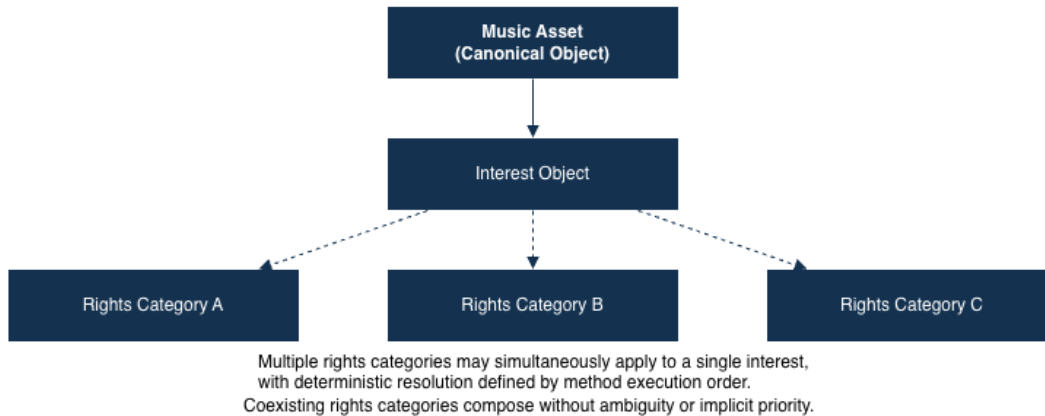 Music Asset
(Canonical Object)
Interest Object
Rights Category A
Rights Category B
Rights Category C
Multiple rights categories may simultaneously apply to a single interest,
with deterministic resolution defined by method execution order.
Coexisting rights categories compose without ambiguity or implicit priority.